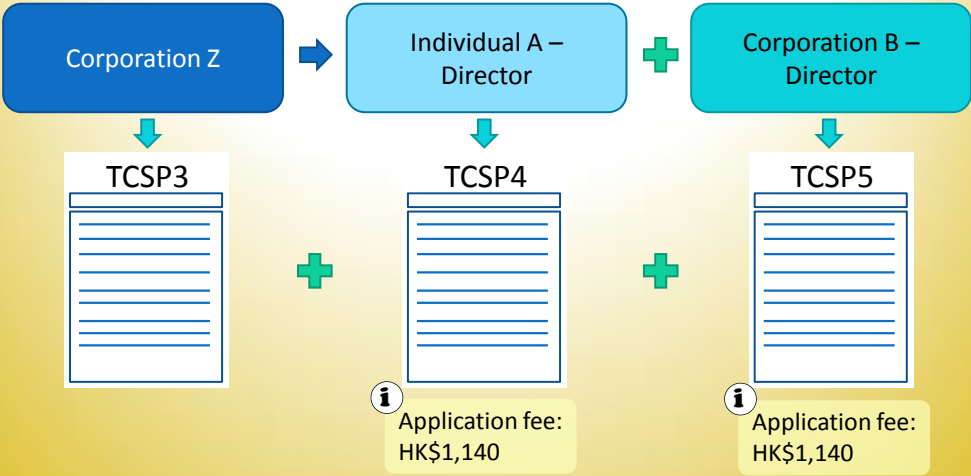 Corporation Z
Individual A –
Director
Corporation B –
Director
TCSP3
TCSP4
TCSP5
i
Application fee:
HK$1,140
i
Application fee:
HK$1,140